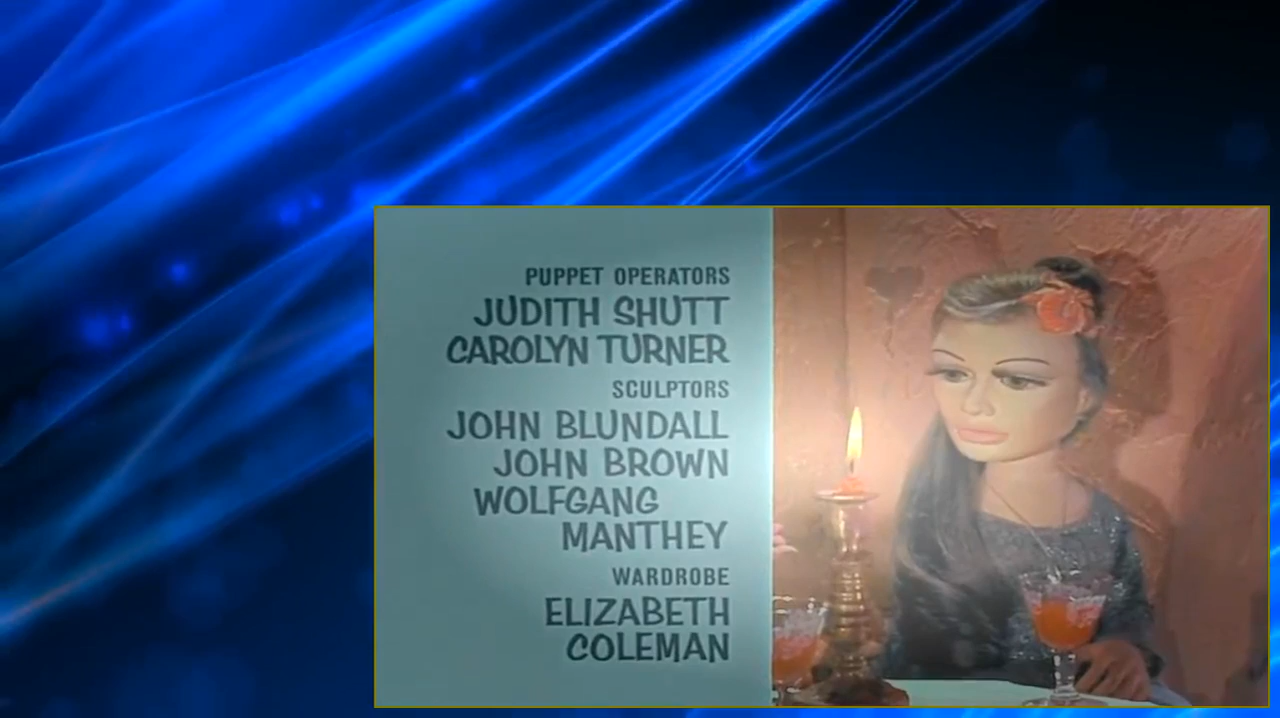 PUPPET OPERATORS
JUDITH SHUTT
CAROLYN TURNER
SCULPTORS
JOHN BLUNDALL
JOHN BROWN
WOLFGANG
MANTHEY
WARDROBE
ELIZABETH
COLEMAN